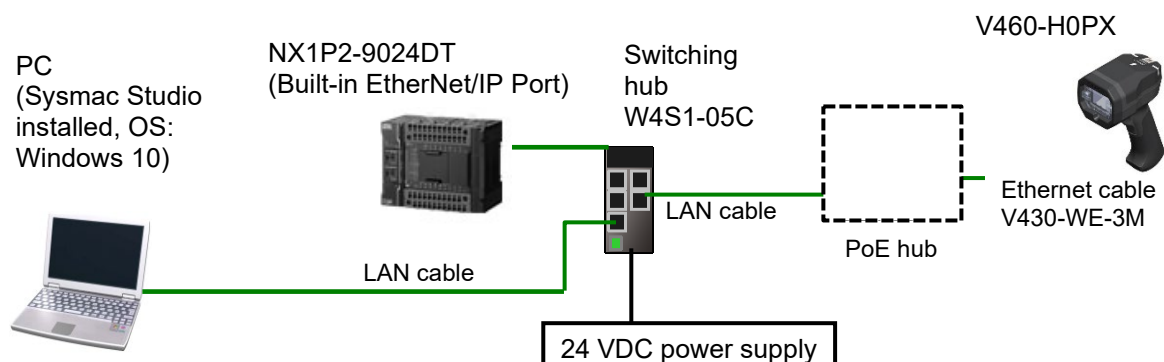 PC
(Sysmac Studio
installed, OS:
Windows 10)
NX1P2-9024DT
(Built-in EtherNet/IP Port)
Switching
hub
W4S1-05C
V460-H0PX
Ethernet cable
V430-WE-3M
LAN cable
PoE hub
LAN cable
24 VDC power supply